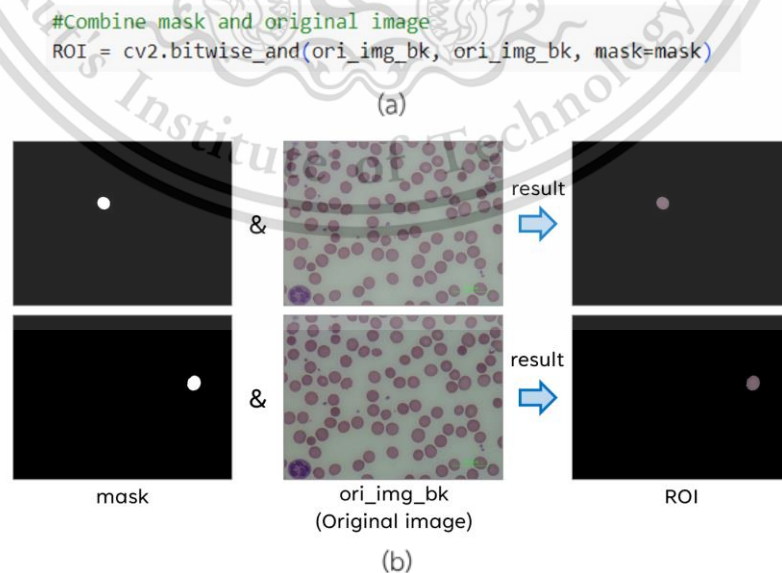 #Combine mask and original image
ROI = cv2.bitwise_and(ori_img_bk, ori_img_bk, mask=mask)
's Institute of Technology
(a)
result
&
result
&
mask
ori_img_bk
(Original image)
ROI
(b)